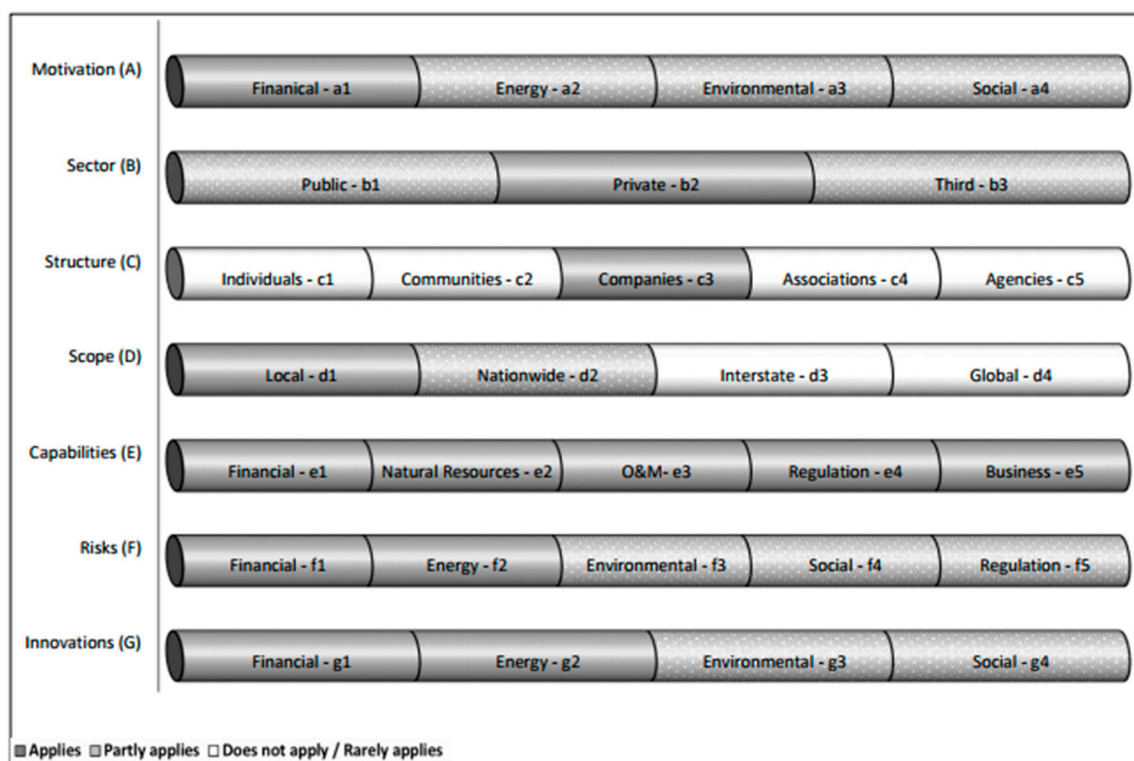 Motivation (A)
Finanical - a1 Energy - a2 Environmental - a3 Social - a4
Sector (B)
Public - b1 Private - b2 Third - b3
Structure (C)
Individuals - c1 Communities - c2 Companies - c3 Associations - c4 Agencies - c5
Scope (D)
Local - d1 Nationwide - d2 Interstate - d3 Global - d4
Capabilities (E)
Financial - e1 Natural Resources - e2 O&M- e3 Regulation - e4 Business - e5
Risks (F)
Financial - f1 Energy - f2 Environmental - f3 Social - f4 Regulation - f5
Innovations (G)
Financial - g1 Energy - g2 Environmental - g3 Social - g4
Applies Partly applies Does not apply / Rarely applies